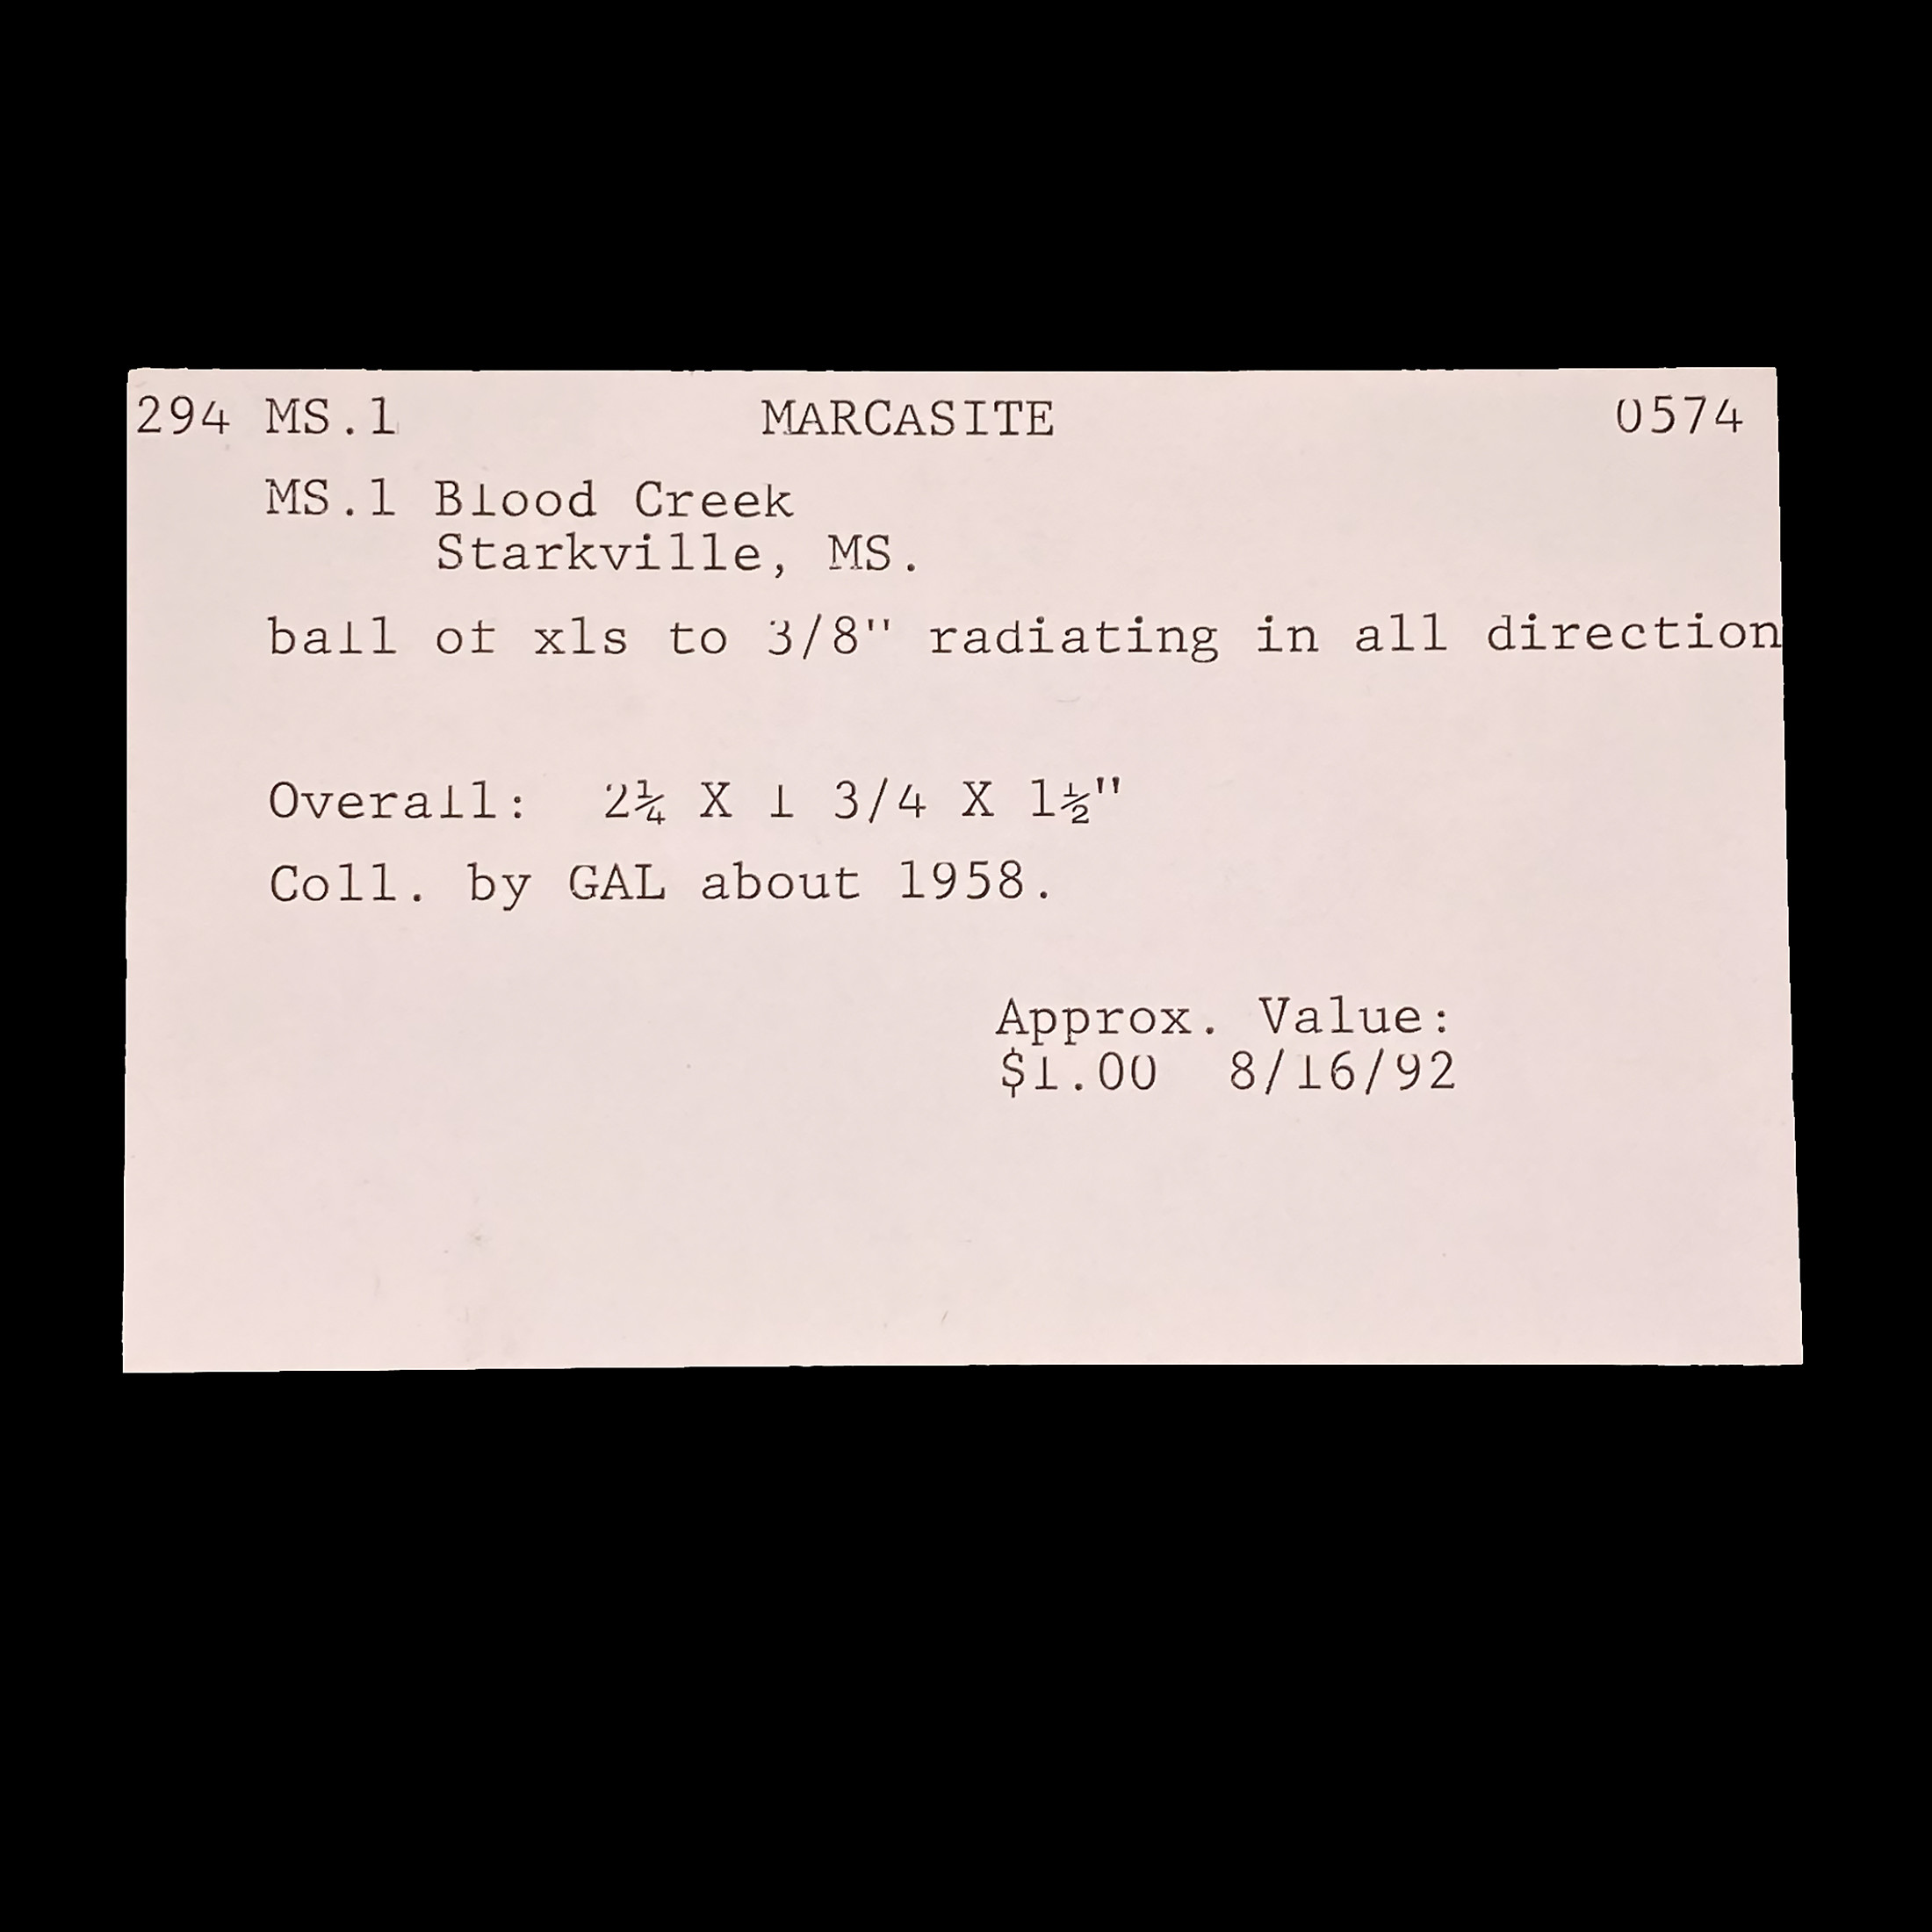 294 MS.1 MARCASITE 0574
MS.1 Blood Creek
Starkville, MS.
ball of xls to 3/8" radiating in all direction
Overall: 2¼ X 1 3/4 X 1½"
Coll. by GAL about 1958.
Approx. Value:
$1.00 8/16/92